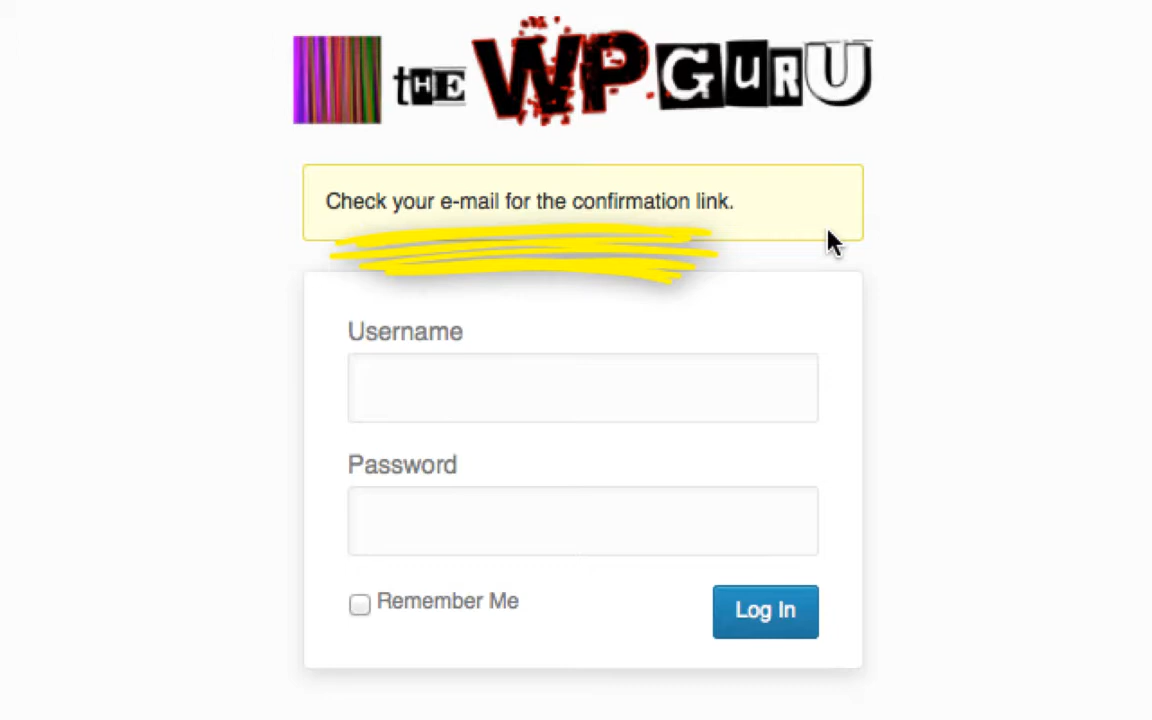 tHE WP GuRU
Check your e-mail for the confirmation link.
Username
Password
Remember Me
Log In